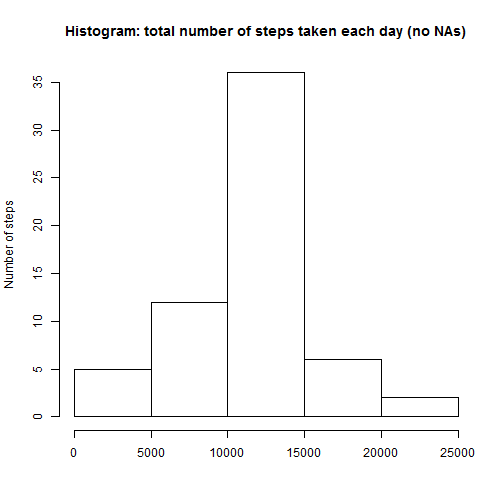 Histogram: total number of steps taken each day (no NAs)
Number of steps
35
30
25
20
15
10
5
0
0 5000 10000 15000 20000 25000